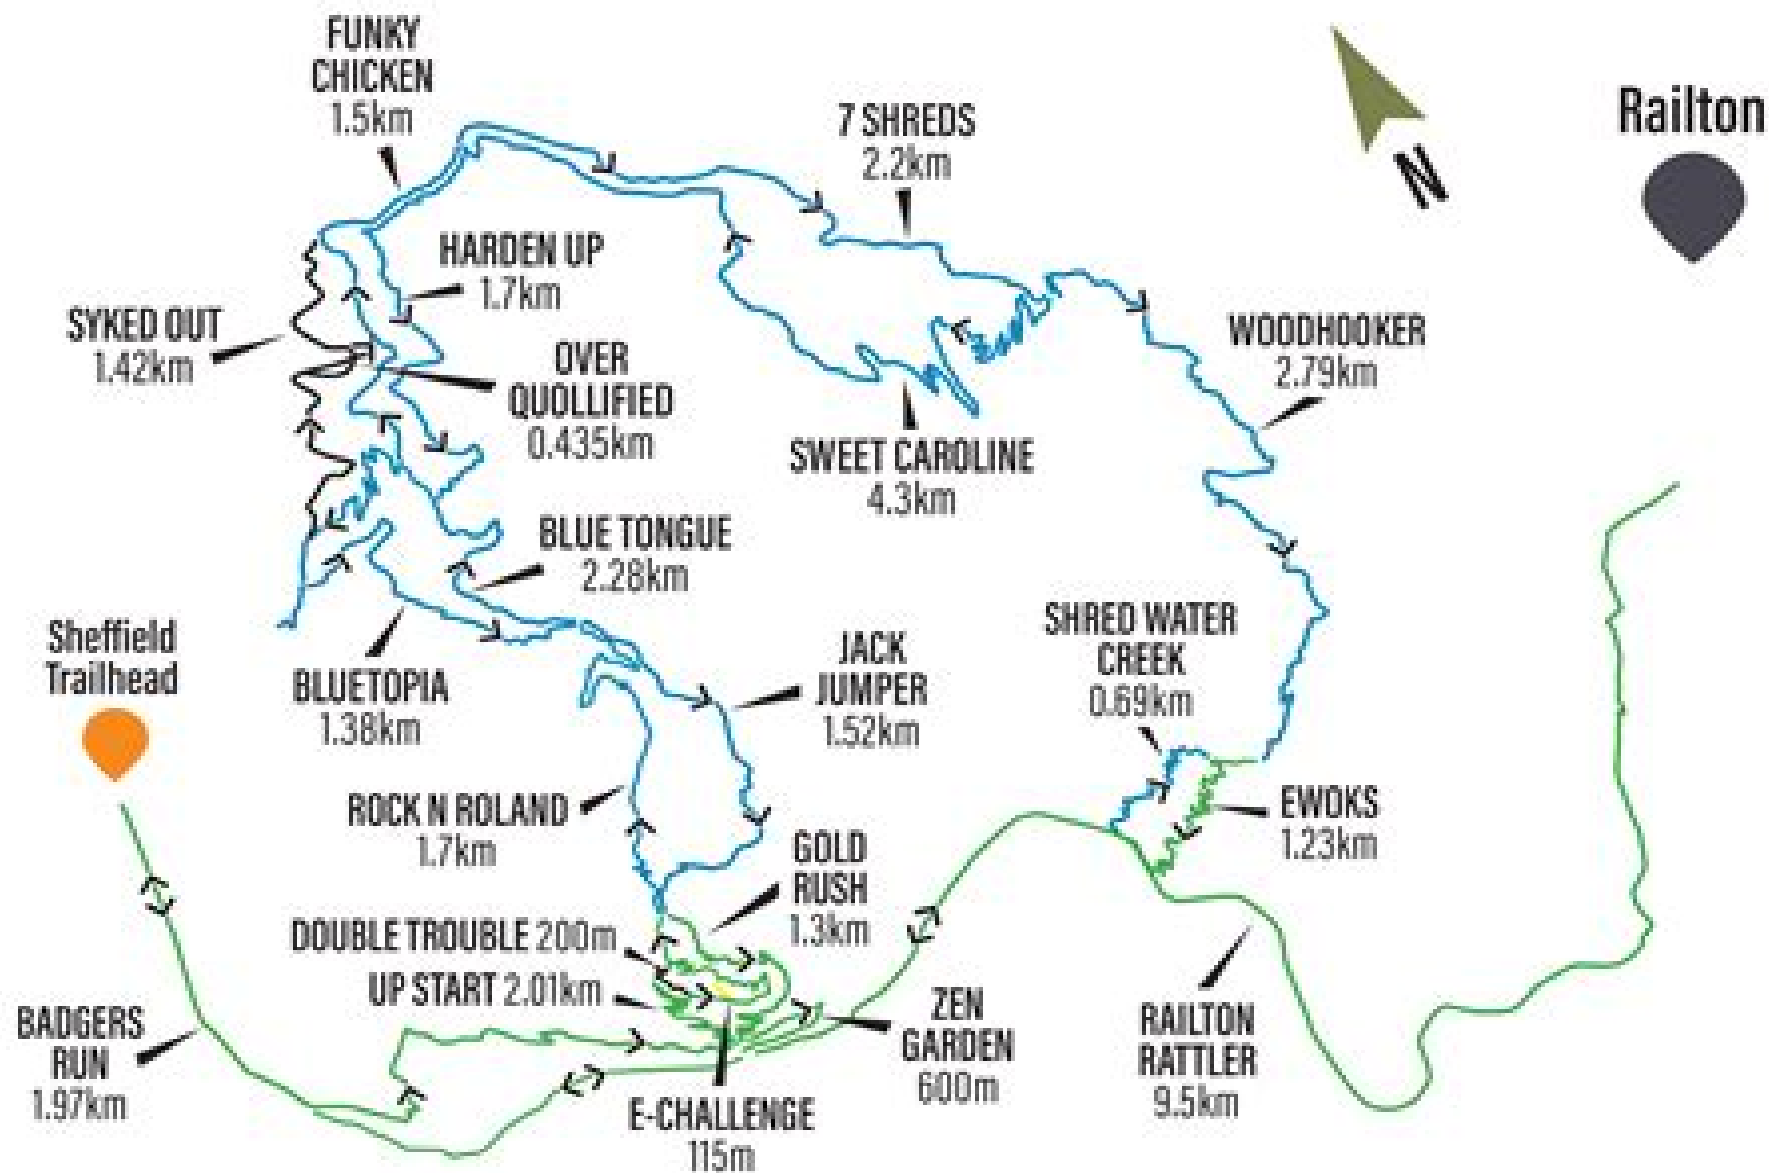 FUNKY
CHICKEN
1.5km
7 SHREDS
2.2km
Railton
N
HARDEN UP
1.7km
SYKED OUT
1.42km
OVER
QUOLLIFIED
0.435km
WOODHOOKER
2.79km
SWEET CAROLINE
4.3km
BLUE TONGUE
2.28km
Sheffield
Trailhead
SHRED WATER
CREEK
0.69km
JACK
JUMPER
1.52km
BLUETOPIA
1.38km
ROCK N ROLAND
1.7km
EWOKS
1.23km
GOLD
RUSH
1.3km
DOUBLE TROUBLE 200m
UP START 2.01km
BADGERS
RUN
1.97km
ZEN
GARDEN
600m
RAILTON
RATTLER
9.5km
E-CHALLENGE
115m